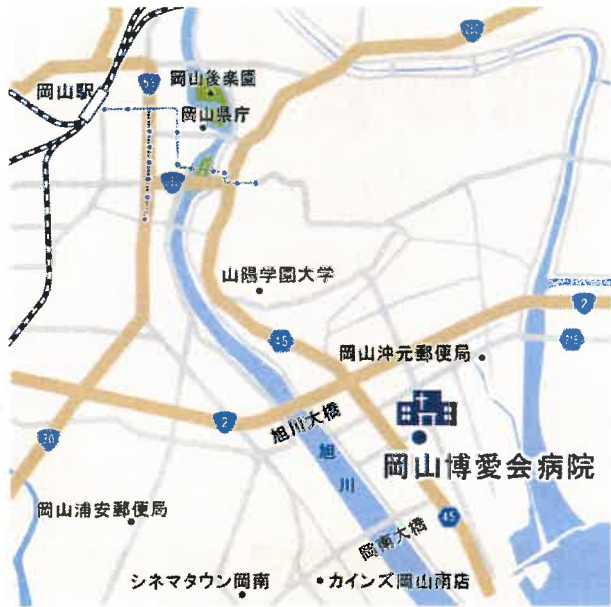 岡山駅
岡山後楽園
岡山県庁
山陽学園大学
45
2
岡山沖元郵便局
旭川大橋
2
30
旭川
岡山博愛会病院
45
岡山浦安郵便局
岡南大橋
シネマタウン岡南
カインズ岡山南店